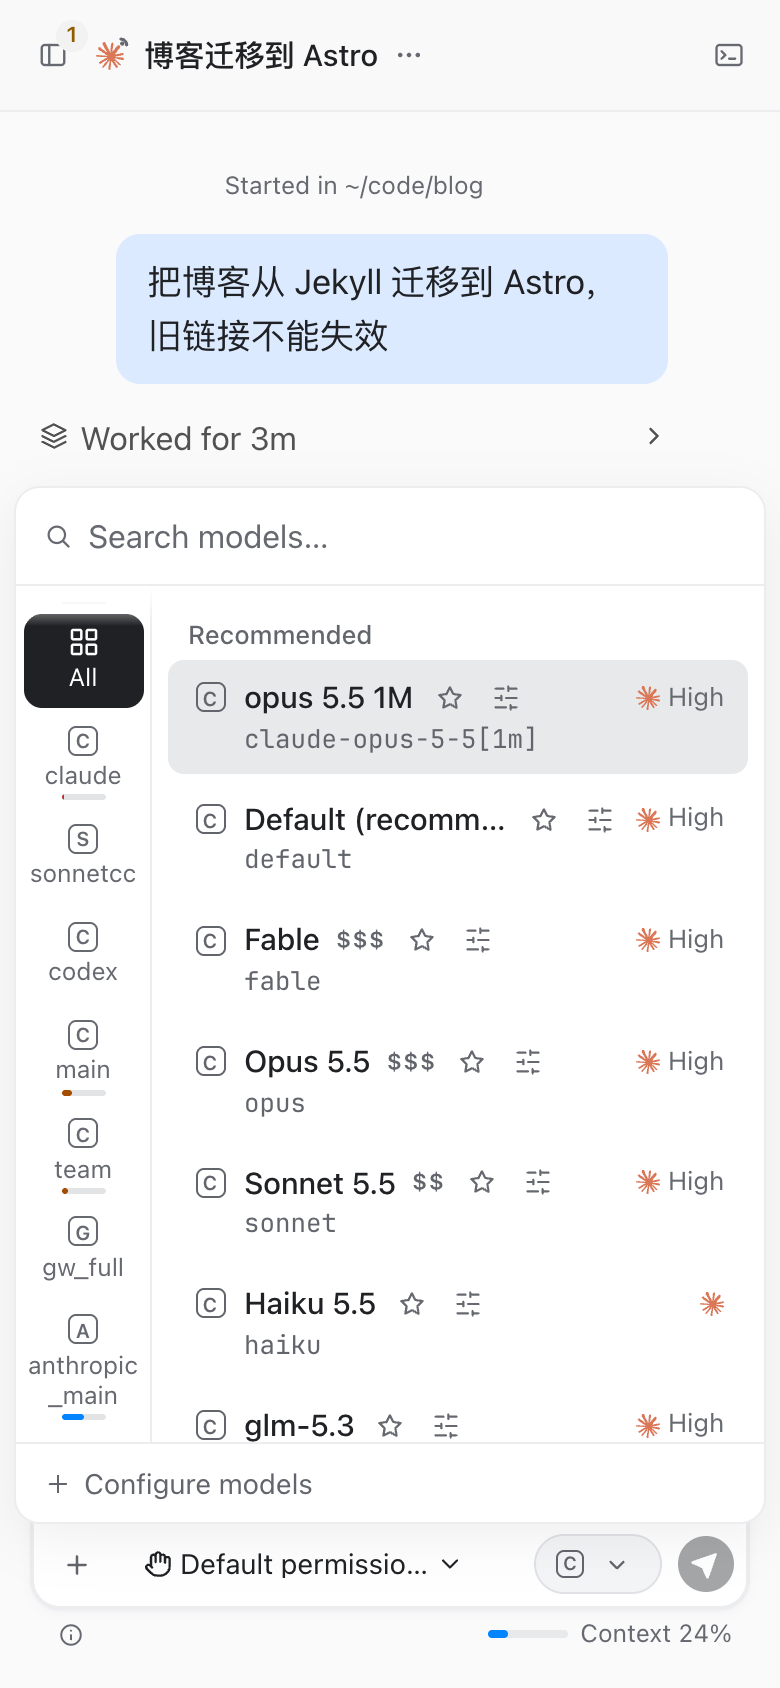 1
博客迁移到 Astro ...
Started in ~/code/blog
把博客从 Jekyll 迁移到 Astro，
旧链接不能失效
Worked for 3m
Search models...
All
C
claude
S
sonnetcc
C
codex
C
main
C
team
G
gw_full
A
anthropic
_main
Recommended
C opus 5.5 1M High
claude-opus-5-5[1m]
C Default (recomm... High
default
C Fable $$$ High
fable
C Opus 5.5 $$$ High
opus
C Sonnet 5.5 $$ High
sonnet
C Haiku 5.5
haiku
C glm-5.3 High
+ Configure models
+ Default permissio... C
Context 24%